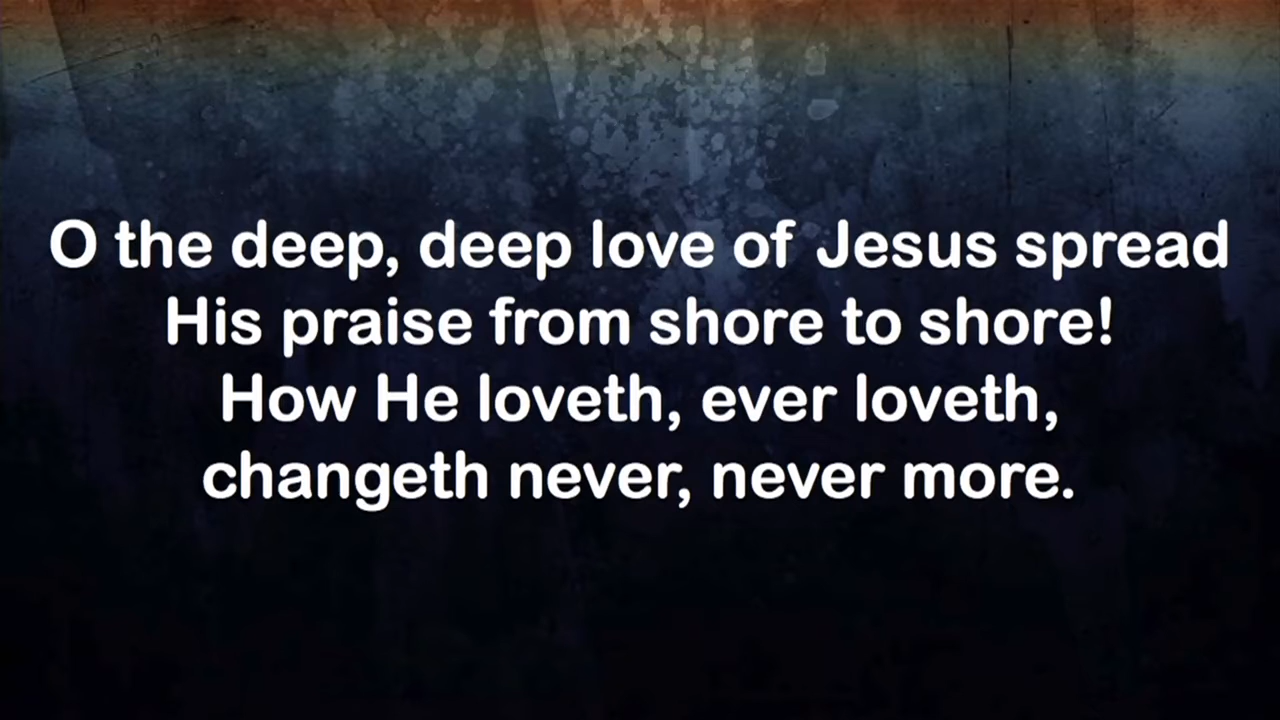 O the deep, deep love of Jesus spread
His praise from shore to shore!
How He loveth, ever loveth,
changeth never, never more.